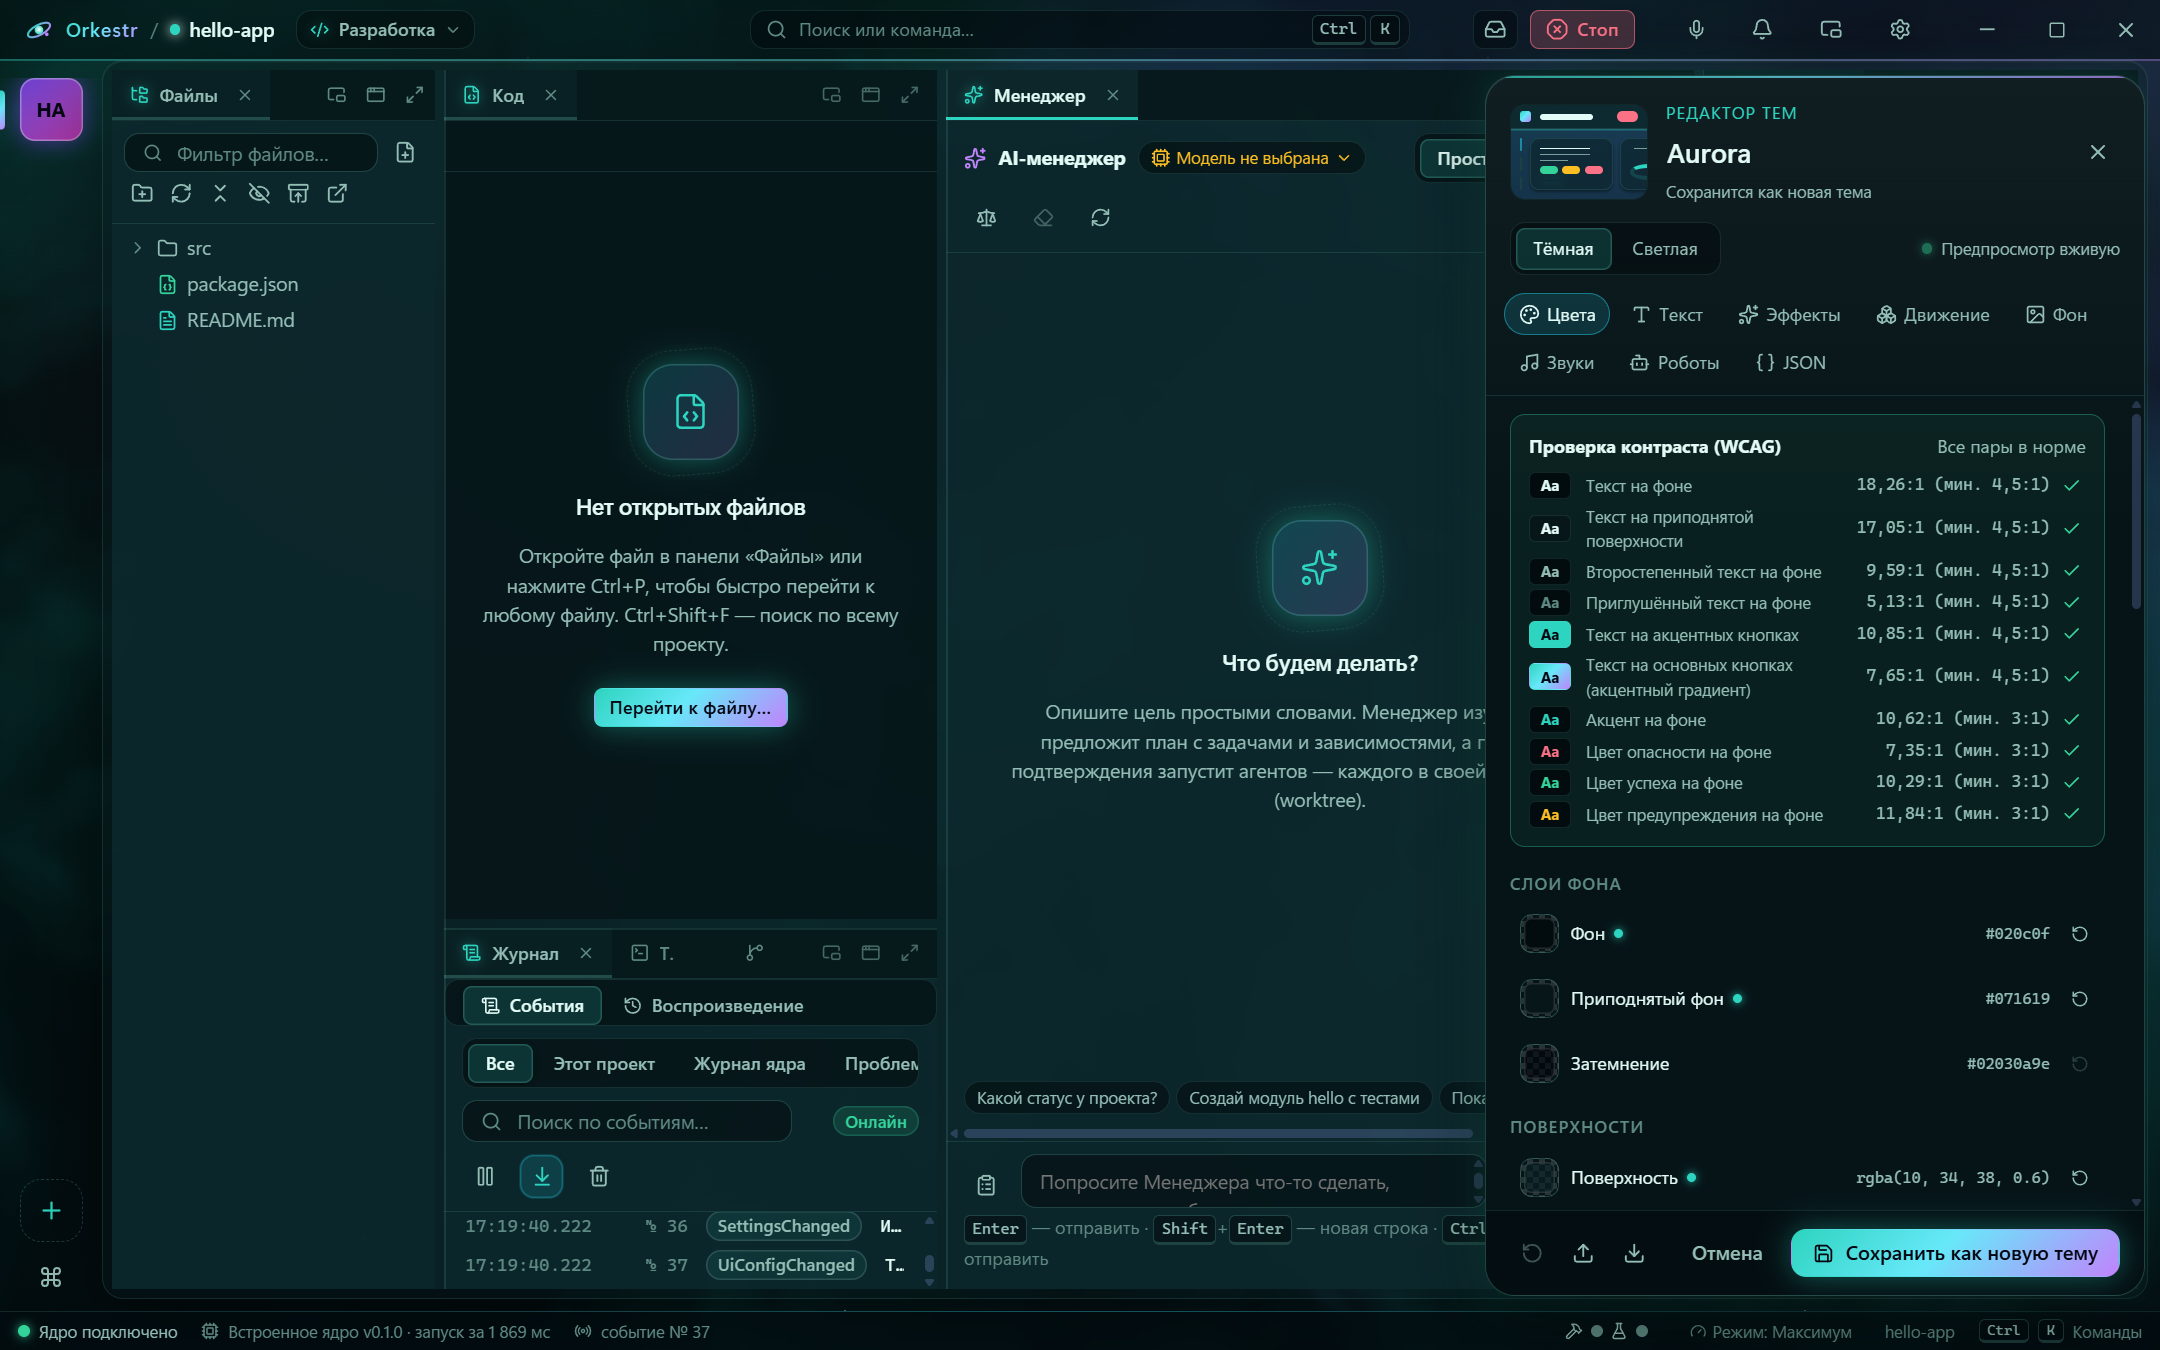 Orkestr / hello-app
Разработка
Поиск или команда...
Ctrl K
Стоп
HA
Файлы
Фильтр файлов...
src
package.json
README.md
Код
Нет открытых файлов
Откройте файл в панели «Файлы» или
нажмите Ctrl+P, чтобы быстро перейти к
любому файлу. Ctrl+Shift+F — поиск по всему
проекту.
Перейти к файлу...
Журнал
Т.
События
Воспроизведение
Все
Этот проект
Журнал ядра
Проблем
Поиск по событиям...
Онлайн
17:19:40.222 № 36 SettingsChanged И...
17:19:40.222 № 37 UiConfigChanged Т...
Менеджер
AI-менеджер
Модель не выбрана
Прост
Что будем делать?
Опишите цель простыми словами. Менеджер изу
предложит план с задачами и зависимостями, а п
подтверждения запустит агентов — каждого в своей
(worktree).
Какой статус у проекта?
Создай модуль hello с тестами
Пока
Попросите Менеджера что-то сделать,
Enter — отправить · Shift + Enter — новая строка · Ctrl
отправить
РЕДАКТОР ТЕМ
Aurora
Сохранится как новая тема
Тёмная
Светлая
Предпросмотр вживую
Цвета
Текст
Эффекты
Движение
Фон
Звуки
Роботы
JSON
Проверка контраста (WCAG)
Все пары в норме
Aa Текст на фоне 18,26:1 (мин. 4,5:1)
Aa Текст на приподнятой
поверхности 17,05:1 (мин. 4,5:1)
Aa Второстепенный текст на фоне 9,59:1 (мин. 4,5:1)
Aa Приглушённый текст на фоне 5,13:1 (мин. 4,5:1)
Aa Текст на акцентных кнопках 10,85:1 (мин. 4,5:1)
Aa Текст на основных кнопках
(акцентный градиент) 7,65:1 (мин. 4,5:1)
Aa Акцент на фоне 10,62:1 (мин. 3:1)
Aa Цвет опасности на фоне 7,35:1 (мин. 3:1)
Aa Цвет успеха на фоне 10,29:1 (мин. 3:1)
Aa Цвет предупреждения на фоне 11,84:1 (мин. 3:1)
СЛОИ ФОНА
Фон #020c0f
Приподнятый фон #071619
Затемнение #02030a9e
ПОВЕРХНОСТИ
Поверхность rgba(10, 34, 38, 0.6)
Отмена
Сохранить как новую тему
Ядро подключено
Встроенное ядро v0.1.0 · запуск за 1 869 мс
событие № 37
Режим: Максимум
hello-app
Ctrl K Команды